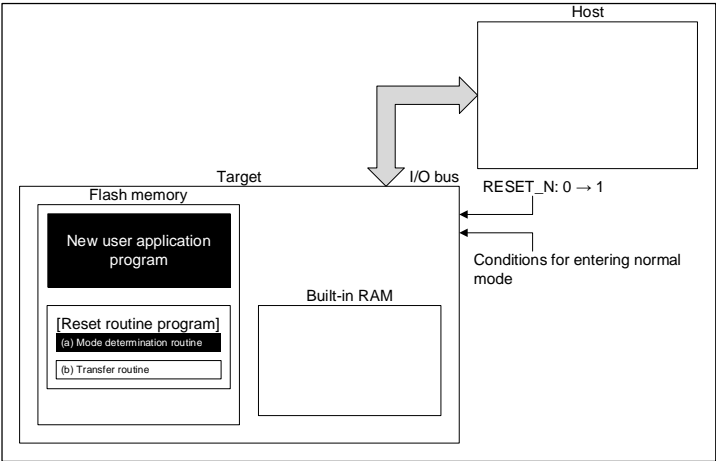 Host
Target
I/O bus
RESET_N: 0 → 1
Flash memory
New user application
program
Conditions for entering normal
mode
Built-in RAM
[Reset routine program]
(a) Mode determination routine
(b) Transfer routine